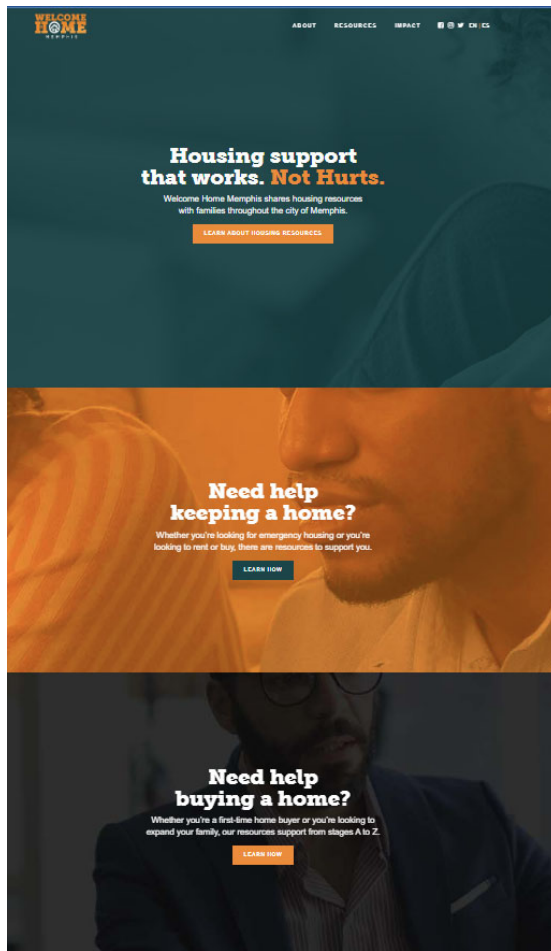 WELCOME
HOME
MEMPHIS
ABOUT RESOURCES IMPACT EN|ES
Housing support
that works. Not Hurts.
Welcome Home Memphis shares housing resources
with families throughout the city of Memphis.
LEARN ABOUT HOUSING RESOURCES
Need help
keeping a home?
Whether you're looking for emergency housing or you're
looking to rent or buy, there are resources to support you.
LEARN HOW
Need help
buying a home?
Whether you're a first-time home buyer or you're looking to
expand your family, our resources support from stages A to Z.
LEARN HOW